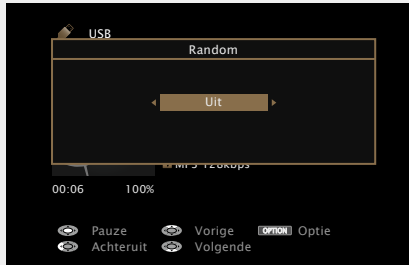 USB
Random
Uit
MP3 128kbps
00:06 100%
Pauze Vorige OPTION Optie
Achteruit Volgende